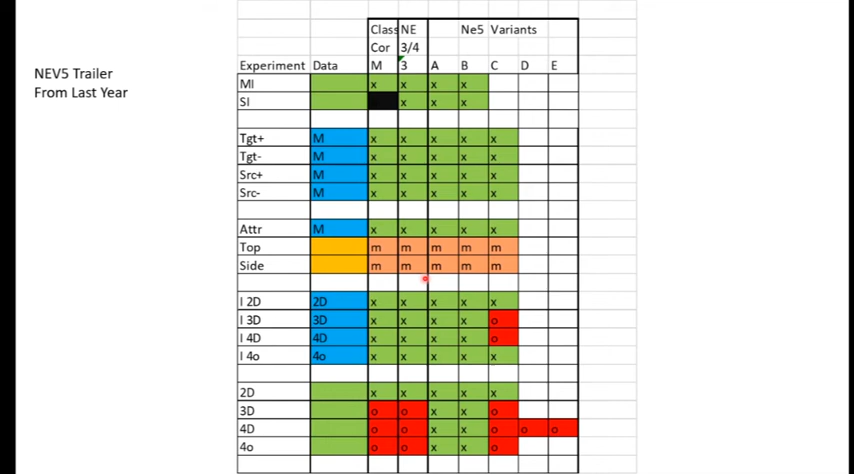 NEV5 Trailer
From Last Year
Class NE Ne5 Variants
Cor 3/4
Experiment Data M 3 A B C D E
MI x x x x
SI x x x
Tgt+ M x x x x x
Tgt- M x x x x x
Src+ M x x x x x
Src- M x x x x x
Attr M x x x x x
Top m m m m m
Side m m m m m
I 2D 2D x x x x x
I 3D 3D x x x x o
I 4D 4D x x x x o
I 4o 4o x x x x x
2D x x x x x
3D o o x x o
4D o o x x o o o
4o o o x x o